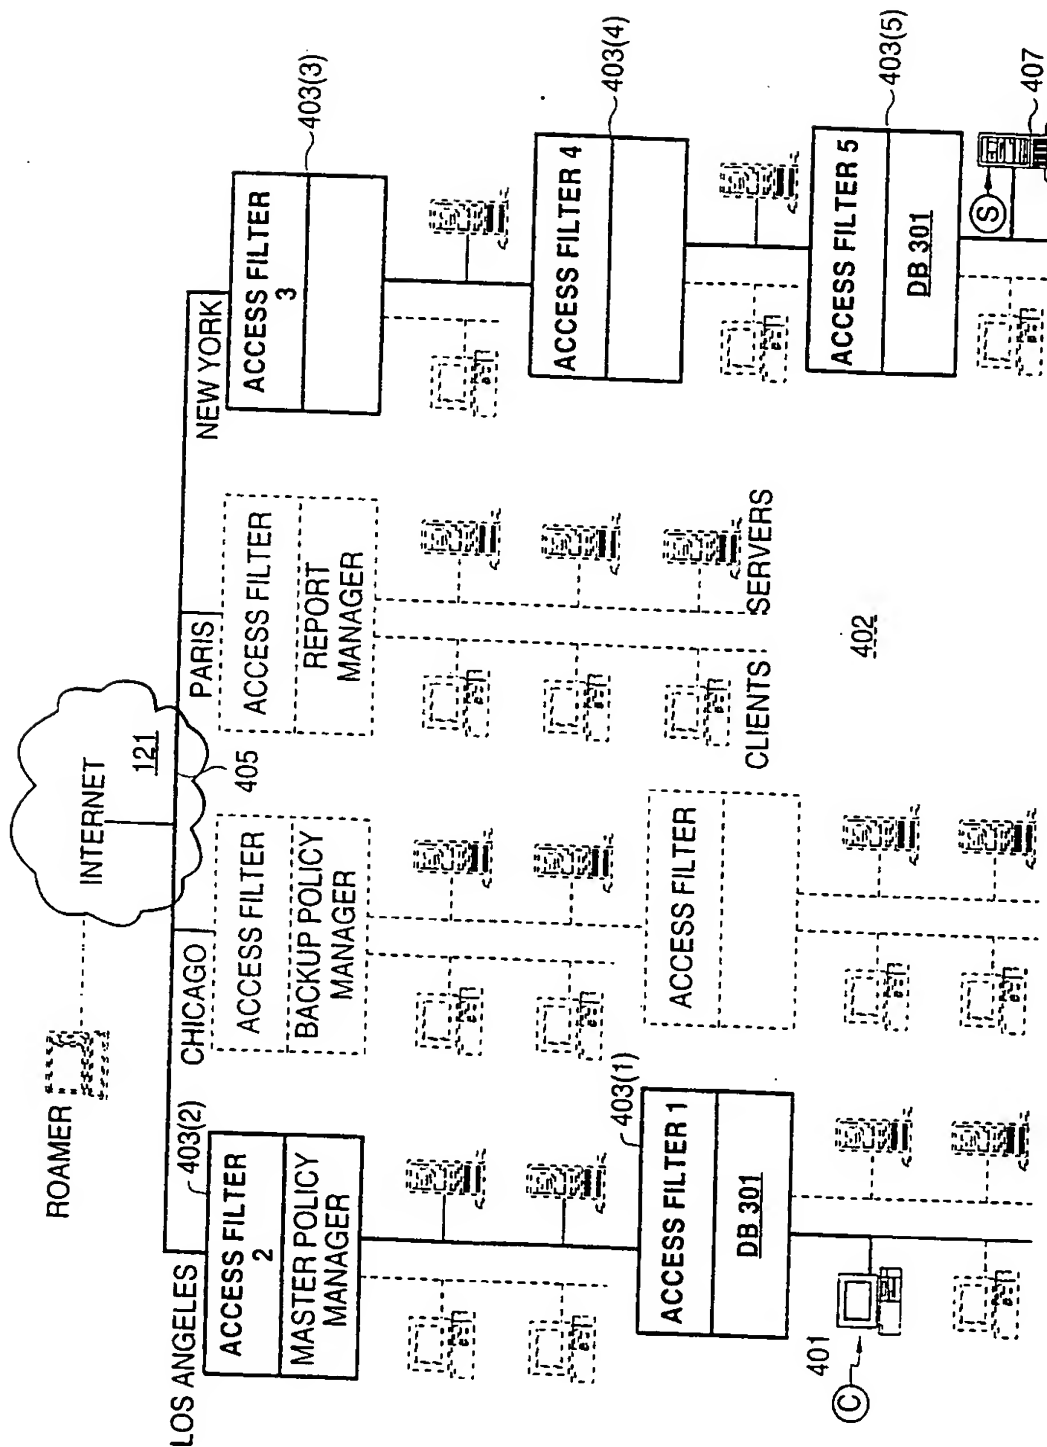 ROAMER
INTERNET
121
405
LOS ANGELES
403(2)
ACCESS FILTER
2
MASTER POLICY
MANAGER
CHICAGO
ACCESS FILTER
BACKUP POLICY
MANAGER
PARIS
ACCESS FILTER
REPORT
MANAGER
NEW YORK
ACCESS FILTER
3
403(3)
ACCESS FILTER 4
403(4)
ACCESS FILTER 5
DB 301
403(5)
S
407
CLIENTS
SERVERS
402
ACCESS FILTER
403(1)
ACCESS FILTER 1
DB 301
401
C